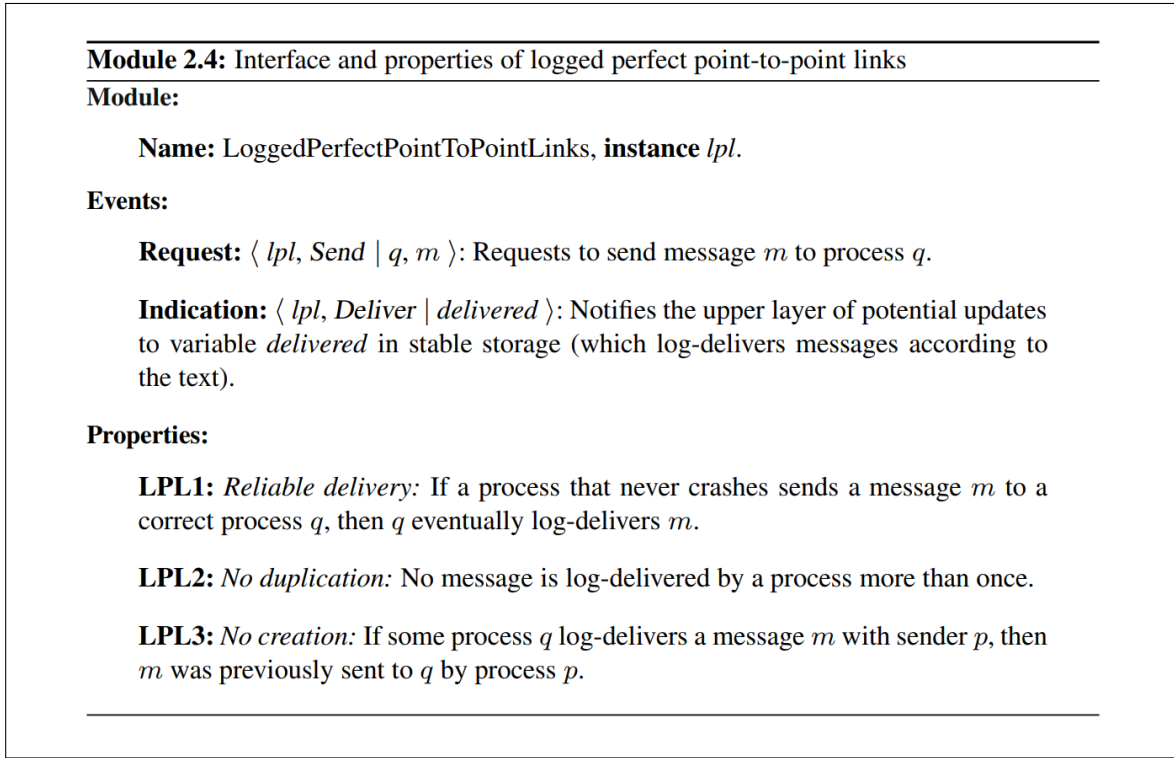 Module 2.4: Interface and properties of logged perfect point-to-point links
Module:
Name: LoggedPerfectPointToPointLinks, instance lpl.
Events:
Request: ⟨ lpl, Send | q, m ⟩: Requests to send message m to process q.
Indication: ⟨ lpl, Deliver | delivered ⟩: Notifies the upper layer of potential updates
to variable delivered in stable storage (which log-delivers messages according to
the text).
Properties:
LPL1: Reliable delivery: If a process that never crashes sends a message m to a
correct process q, then q eventually log-delivers m.
LPL2: No duplication: No message is log-delivered by a process more than once.
LPL3: No creation: If some process q log-delivers a message m with sender p, then
m was previously sent to q by process p.